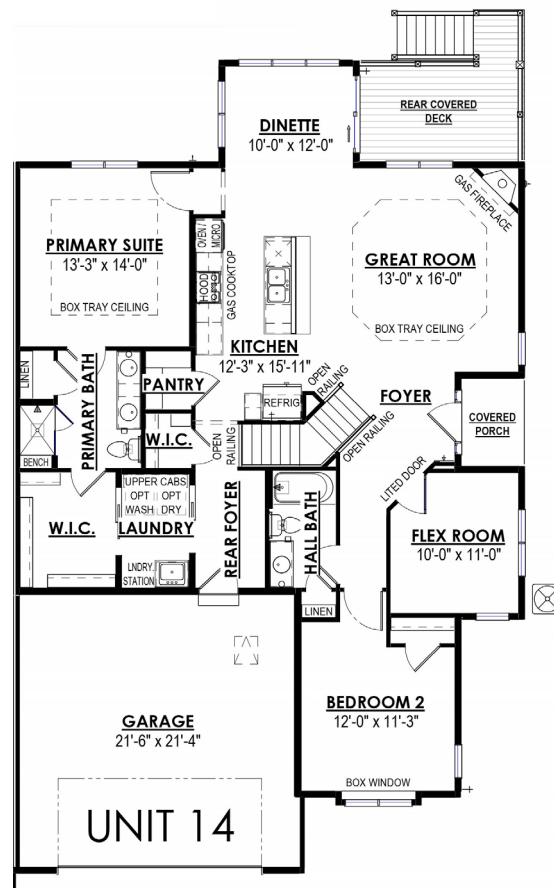 REAR COVERED
DECK
DINETTE
10'-0" x 12'-0"
GAS FIREPLACE
OVEN /
MICRO
PRIMARY SUITE
13'-3" x 14'-0"
BOX TRAY CEILING
HOOD
GAS COOKTOP
GREAT ROOM
13'-0" x 16'-0"
BOX TRAY CEILING
KITCHEN
12'-3" x 15'-11"
LINEN
PRIMARY BATH
PANTRY
REFRIG
OPEN
RAILING
FOYER
COVERED
PORCH
W.I.C.
OPEN
RAILING
OPEN RAILING
BENCH
LITED DOOR
W.I.C.
UPPER CABS
OPT OPT
WASH DRY
LAUNDRY
LNDRY.
STATION
REAR FOYER
HALL BATH
FLEX ROOM
10'-0" x 11'-0"
LINEN
GARAGE
21'-6" x 21'-4"
BEDROOM 2
12'-0" x 11'-3"
BOX WINDOW
UNIT 14